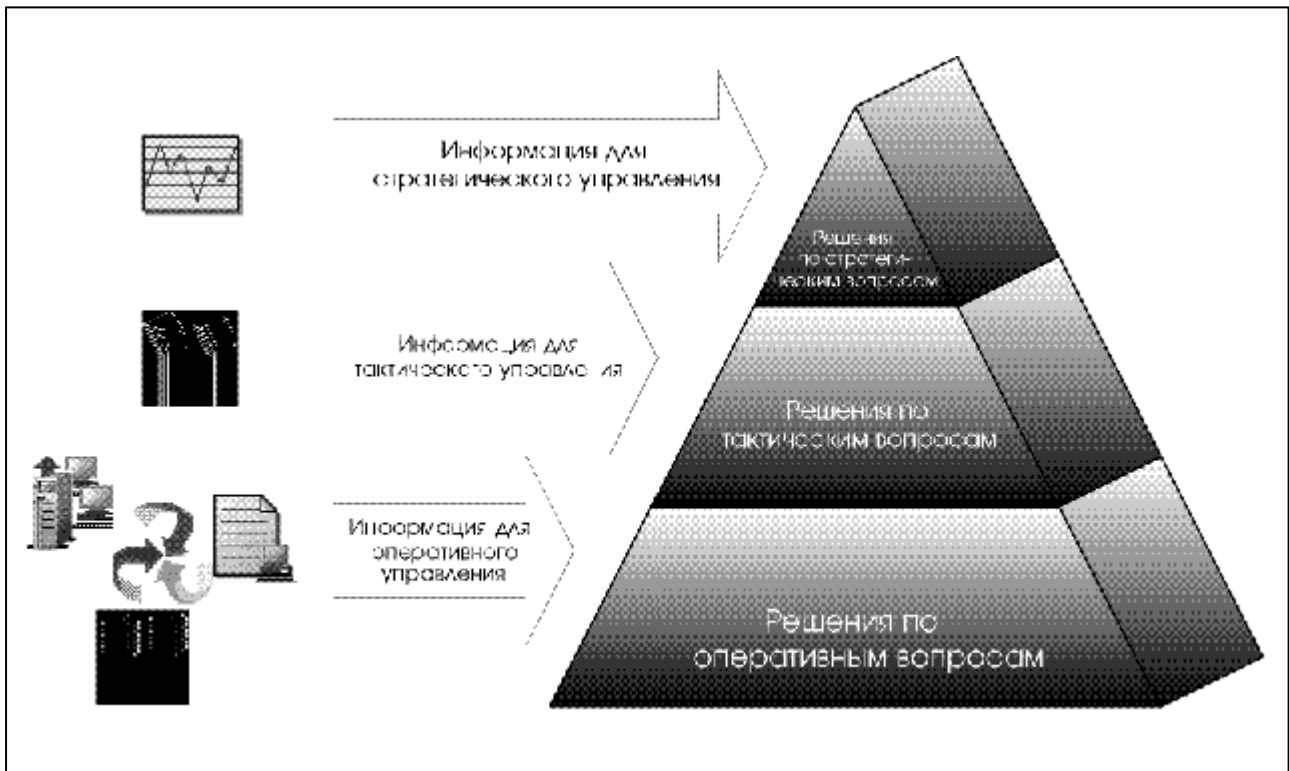 Информация для
стратегического управления
Решения
по стратеги-
ческим вопросам
Информация для
тактического управления
Решения по
тактическим вопросам
Информация для
оперативного
управления
Решения по
оперативным вопросам